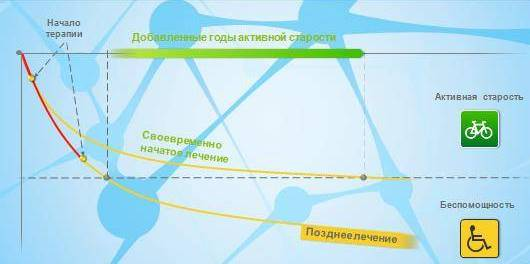 Начало
терапии
Добавленные годы активной старости
Активная старость
Своевременно
начатое лечение
Беспомощность
Позднее лечение